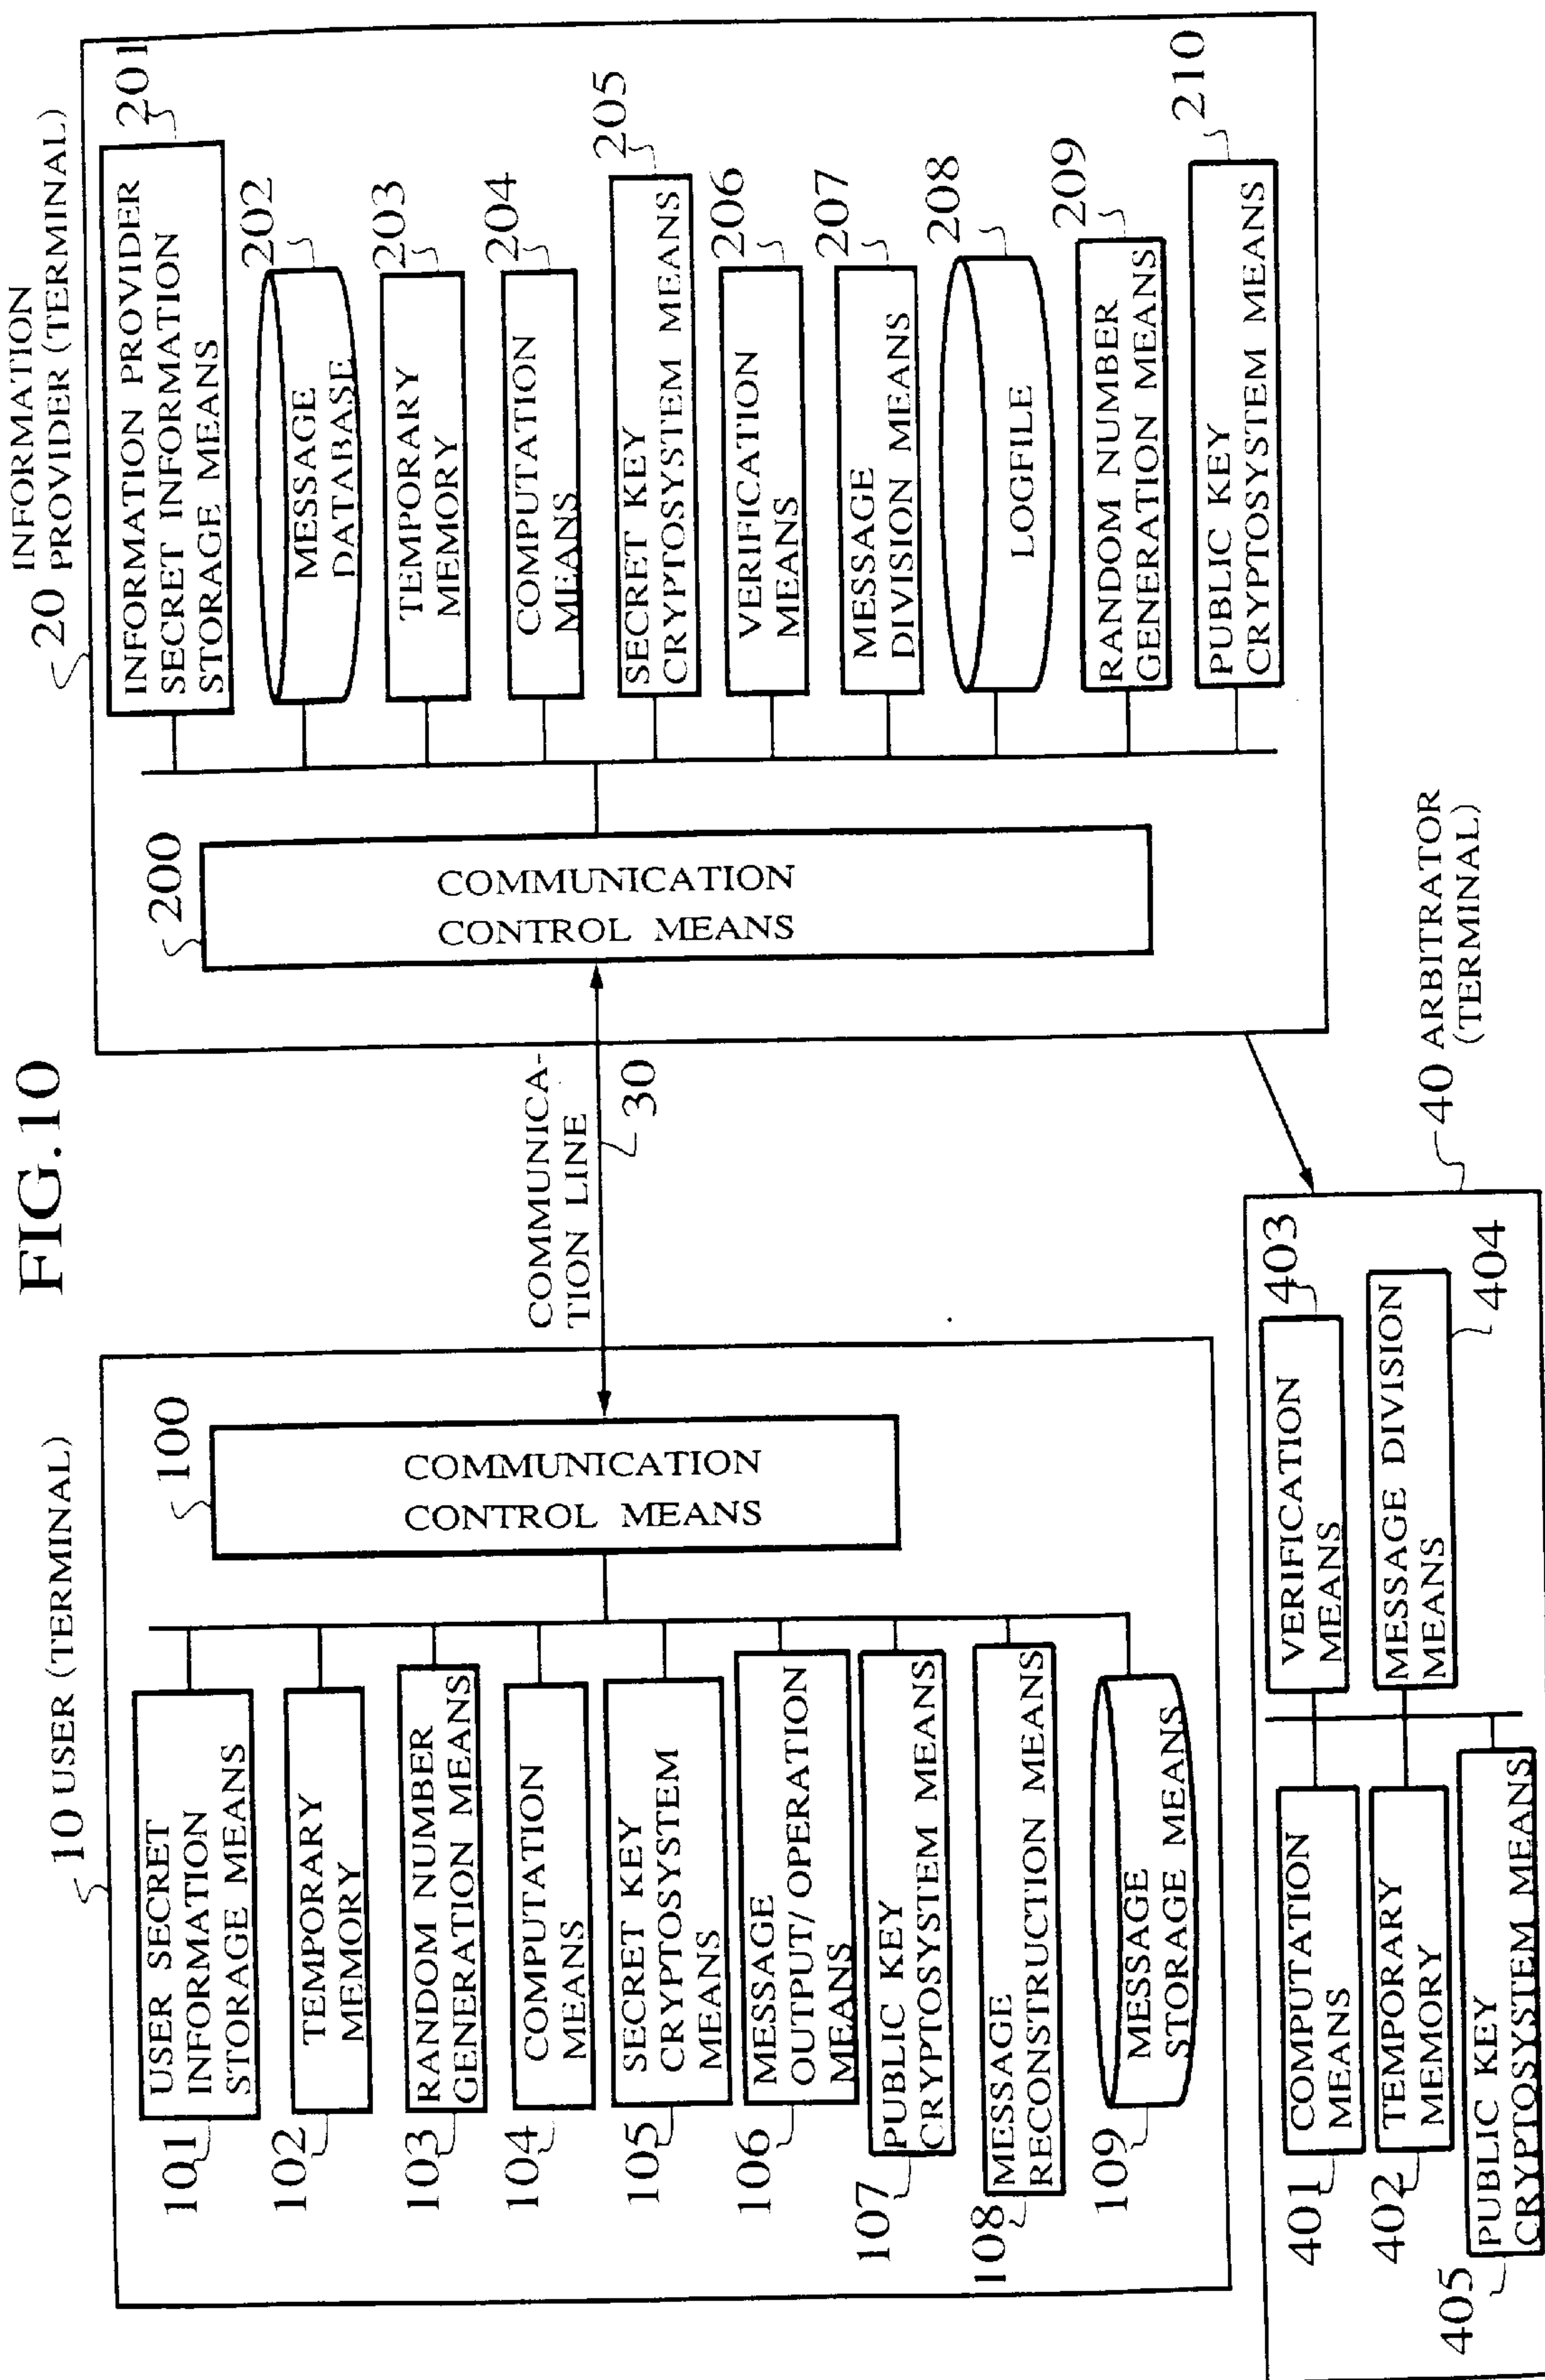 FIG.10
10 USER (TERMINAL)
101
USER SECRET
INFORMATION
STORAGE MEANS
102
TEMPORARY
MEMORY
103
RANDOM NUMBER
GENERATION MEANS
104
COMPUTATION
MEANS
105
SECRET KEY
CRYPTOSYSTEM
MEANS
106
MESSAGE
OUTPUT/OPERATION
MEANS
107
PUBLIC KEY
CRYPTOSYSTEM MEANS
108
MESSAGE
RECONSTRUCTION MEANS
109
MESSAGE
STORAGE MEANS
100
COMMUNICATION
CONTROL MEANS
COMMUNICA-
TION LINE
30
20
INFORMATION
PROVIDER (TERMINAL)
200
COMMUNICATION
CONTROL MEANS
INFORMATION PROVIDER
SECRET INFORMATION
STORAGE MEANS
201
MESSAGE
DATABASE
202
TEMPORARY
MEMORY
203
COMPUTATION
MEANS
204
SECRET KEY
CRYPTOSYSTEM MEANS
205
VERIFICATION
MEANS
206
MESSAGE
DIVISION MEANS
207
LOGFILE
208
RANDOM NUMBER
GENERATION MEANS
209
PUBLIC KEY
CRYPTOSYSTEM MEANS
210
40 ARBITRATOR
(TERMINAL)
401
COMPUTATION
MEANS
402
TEMPORARY
MEMORY
405
PUBLIC KEY
CRYPTOSYSTEM MEANS
VERIFICATION
MEANS
403
MESSAGE DIVISION
MEANS
404